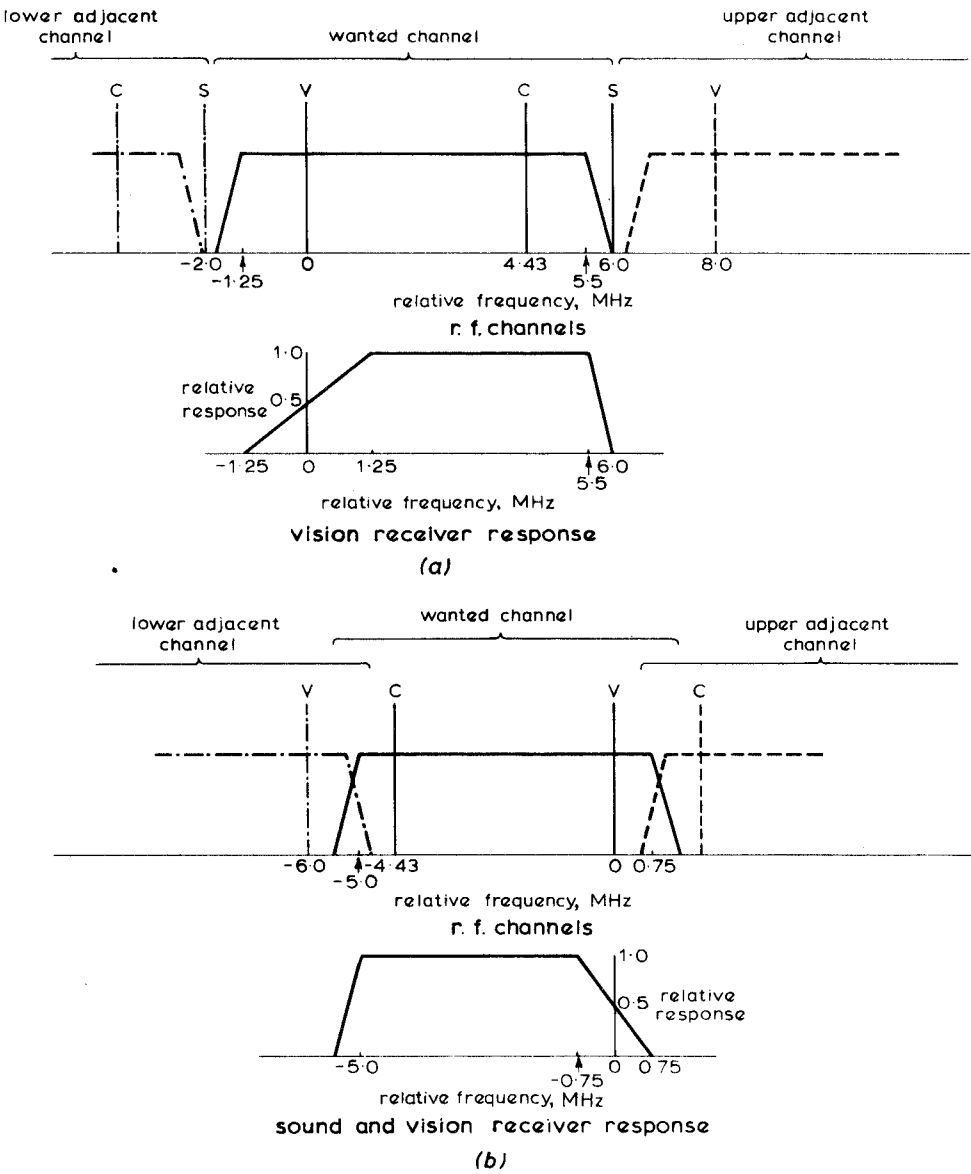 lower adjacent
channel
wanted channel
upper adjacent
channel
C S V C S V
-2·0 0 4·43 6·0 8·0
-1·25 5·5
relative frequency, MHz
r. f. channels
1·0
relative
response
0·5
-1·25 0 1·25 6·0
5·5
relative frequency, MHz
vision receiver response
(a)
lower adjacent
channel
wanted channel
upper adjacent
channel
V C V C
-6·0 -4·43 0 0·75
-5·0
relative frequency, MHz
r. f. channels
1·0
0·5 relative
response
-5·0 0 0·75
-0·75
relative frequency, MHz
sound and vision receiver response
(b)